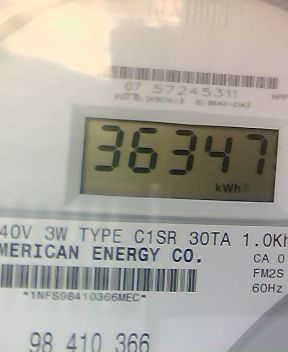 07 57245311
36347
kWh
40V 3W TYPE C1SR 30TA 1.0Kh
MERICAN ENERGY CO.
CA 0
FM2S
60Hz
*1NFS98410366MEC*
98 410 366